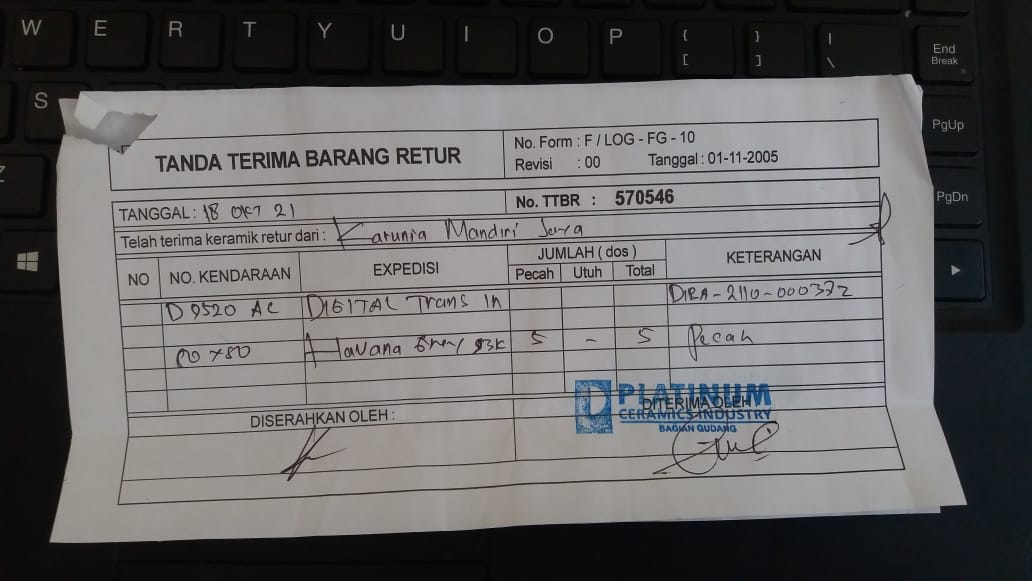 W E R T Y U I O P { [ } ] | \ End Break
S PgUp
Z PgDn
TANDA TERIMA BARANG RETUR
No. Form : F / LOG - FG - 10
Revisi : 00 Tanggal : 01-11-2005
TANGGAL : 18 OKT 21
No. TTBR : 570546
Telah terima keramik retur dari : Karunia Mandiri Jaya
NO NO. KENDARAAN EXPEDISI JUMLAH ( dos ) KETERANGAN
Pecah Utuh Total
D 9520 AC DIGITAL Trans In DIRA-2110-000372
80 Havana Grey 5 - 5 Pecah
DISERAHKAN OLEH :
DITERIMA OLEH
PLATINUM
CERAMICS INDUSTRY
BAGIAN GUDANG